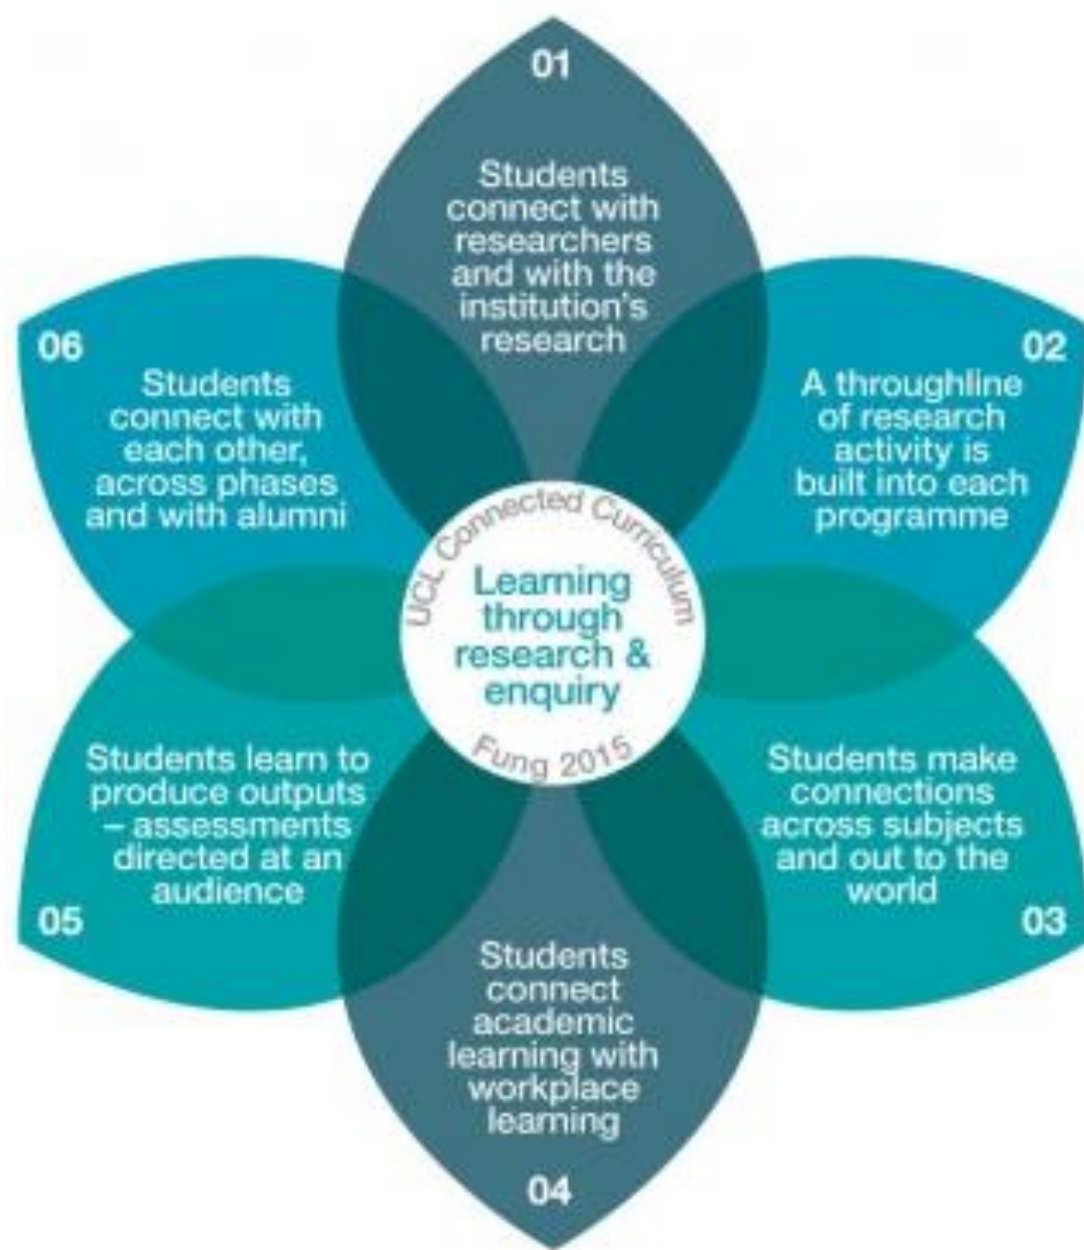 01
Students
connect with
researchers
and with the
institution's
research
02
A throughline
of research
activity is
built into each
programme
03
Students make
connections
across subjects
and out to the
world
04
Students
connect
academic
learning with
workplace
learning
05
Students learn to
produce outputs
– assessments
directed at an
audience
06
Students
connect with
each other,
across phases
and with alumni
UCL Connected Curriculum
Learning
through
research &
enquiry
Fung 2015